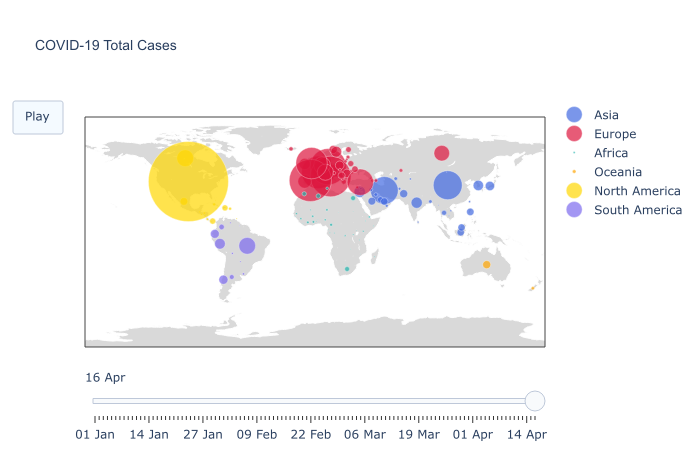 COVID-19 Total Cases
Play
Asia
Europe
Africa
Oceania
North America
South America
16 Apr
01 Jan 14 Jan 27 Jan 09 Feb 22 Feb 06 Mar 19 Mar 01 Apr 14 Apr